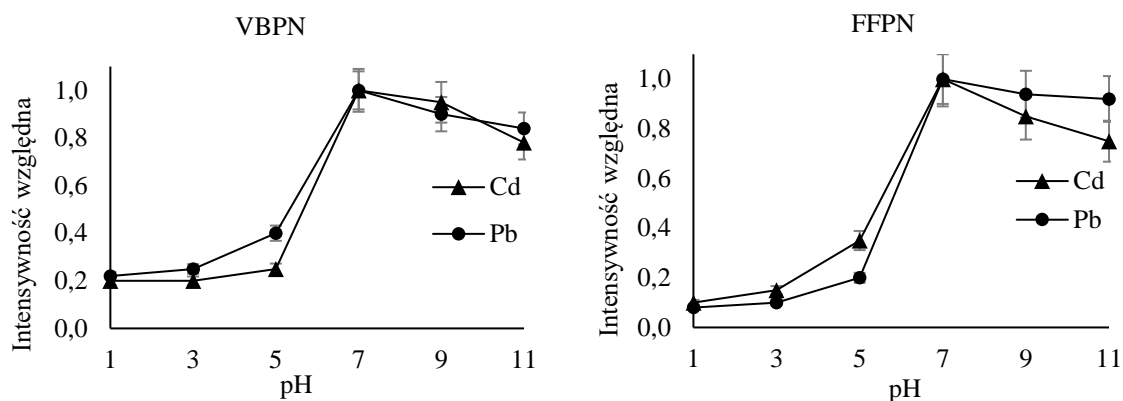 VBPN
Intensywność względna
1,0
0,8
0,6
0,4
0,2
0,0
Cd
Pb
1 3 5 7 9 11
pH
FFPN
Intensywność względna
1,0
0,8
0,6
0,4
0,2
0,0
Cd
Pb
1 3 5 7 9 11
pH